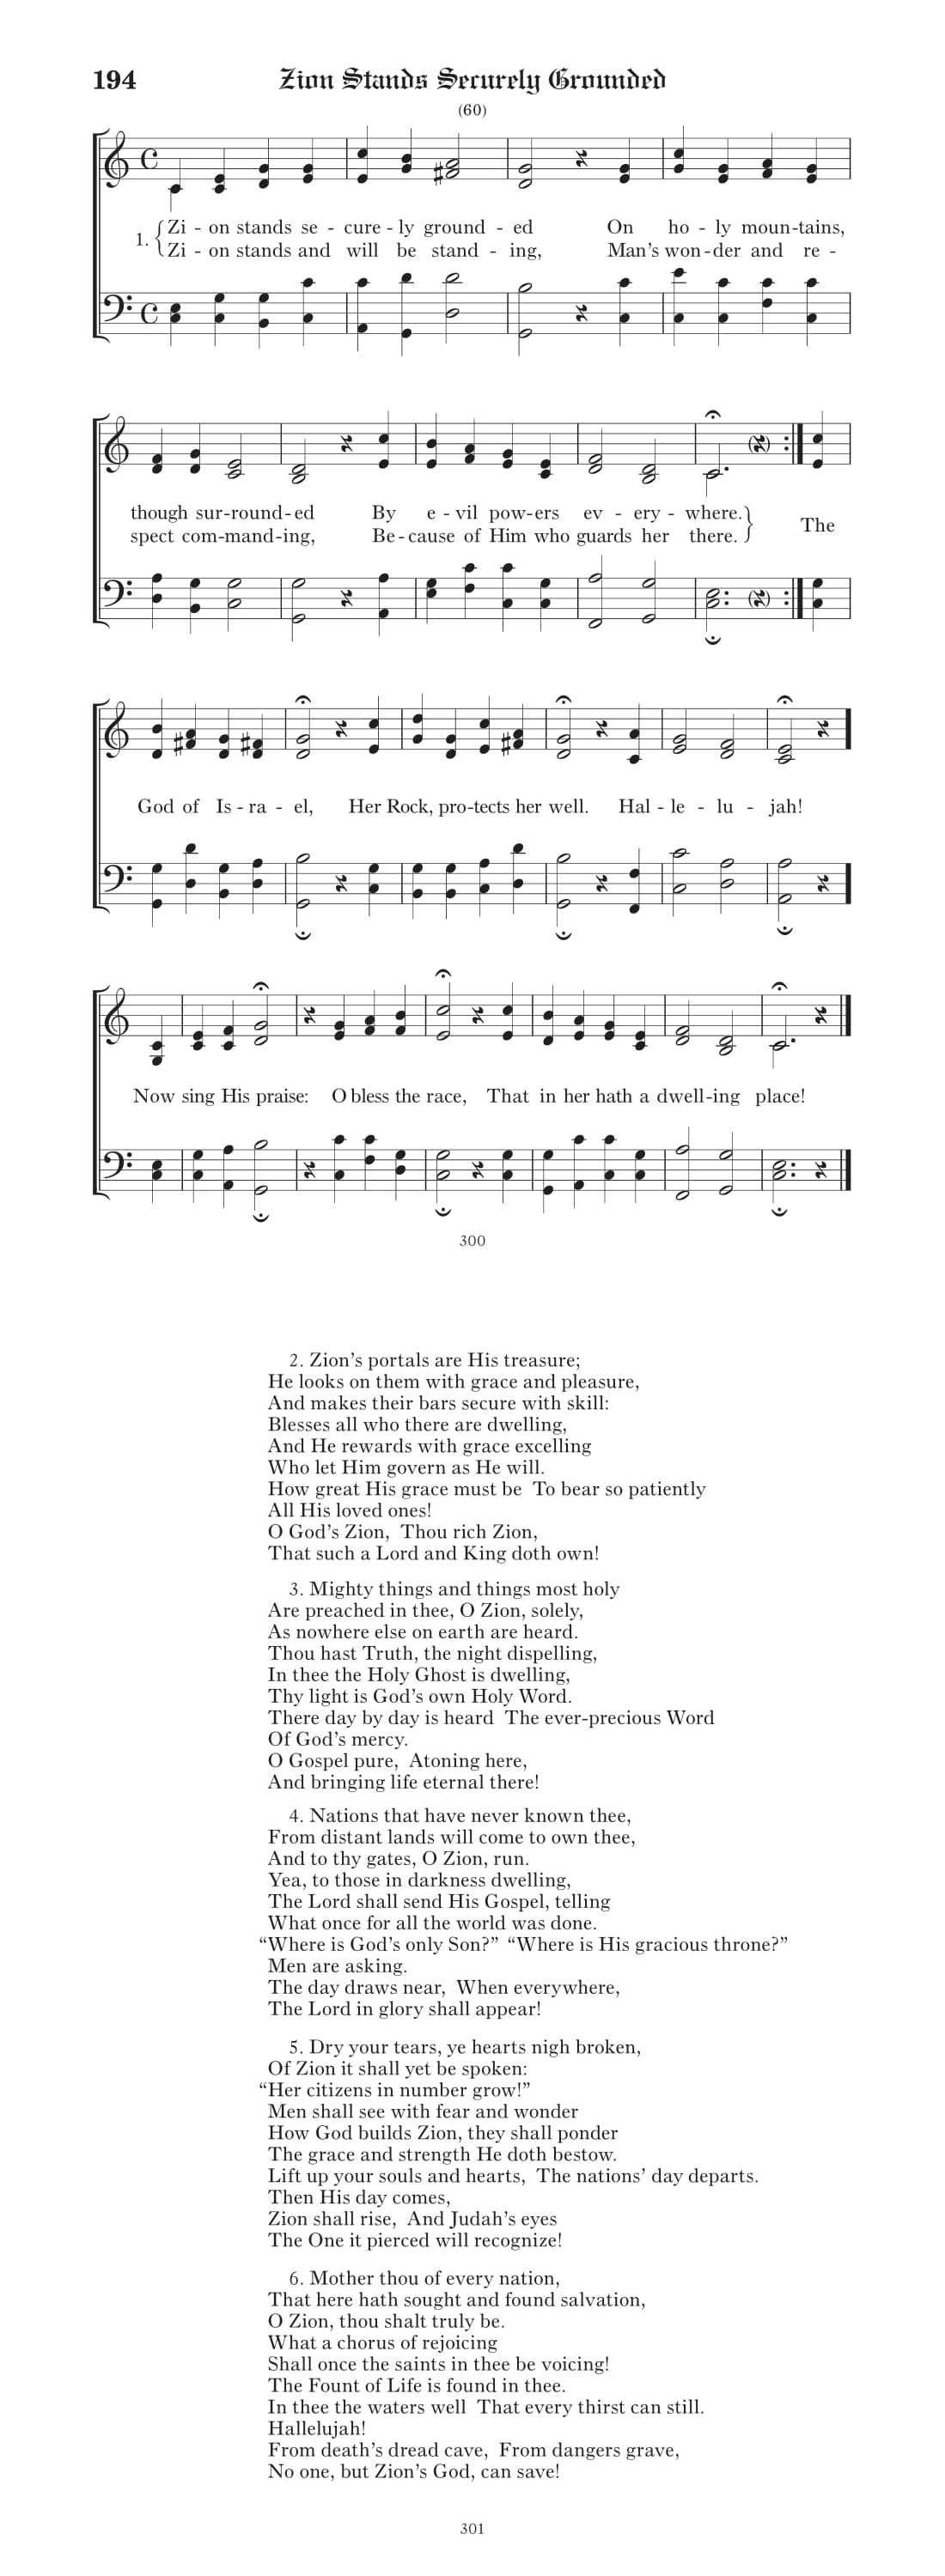 194 Zion Stands Securely Grounded
(60)
1. { Zi - on stands se - cure - ly ground - ed On ho - ly moun-tains,
Zi - on stands and will be stand - ing, Man's won-der and re -
though sur-round-ed By e - vil pow-ers ev - ery - where. } The
spect com-mand-ing, Be-cause of Him who guards her there.
God of Is - ra - el, Her Rock, pro-tects her well. Hal - le - lu - jah!
Now sing His praise: O bless the race, That in her hath a dwell-ing place!
300
2. Zion's portals are His treasure;
He looks on them with grace and pleasure,
And makes their bars secure with skill:
Blesses all who there are dwelling,
And He rewards with grace excelling
Who let Him govern as He will.
How great His grace must be To bear so patiently
All His loved ones!
O God's Zion, Thou rich Zion,
That such a Lord and King doth own!
3. Mighty things and things most holy
Are preached in thee, O Zion, solely,
As nowhere else on earth are heard.
Thou hast Truth, the night dispelling,
In thee the Holy Ghost is dwelling,
Thy light is God's own Holy Word.
There day by day is heard The ever-precious Word
Of God's mercy.
O Gospel pure, Atoning here,
And bringing life eternal there!
4. Nations that have never known thee,
From distant lands will come to own thee,
And to thy gates, O Zion, run.
Yea, to those in darkness dwelling,
The Lord shall send His Gospel, telling
What once for all the world was done.
“Where is God's only Son?” “Where is His gracious throne?”
Men are asking.
The day draws near, When everywhere,
The Lord in glory shall appear!
5. Dry your tears, ye hearts nigh broken,
Of Zion it shall yet be spoken:
“Her citizens in number grow!”
Men shall see with fear and wonder
How God builds Zion, they shall ponder
The grace and strength He doth bestow.
Lift up your souls and hearts, The nations' day departs.
Then His day comes,
Zion shall rise, And Judah's eyes
The One it pierced will recognize!
6. Mother thou of every nation,
That here hath sought and found salvation,
O Zion, thou shalt truly be.
What a chorus of rejoicing
Shall once the saints in thee be voicing!
The Fount of Life is found in thee.
In thee the waters well That every thirst can still.
Hallelujah!
From death's dread cave, From dangers grave,
No one, but Zion's God, can save!
301